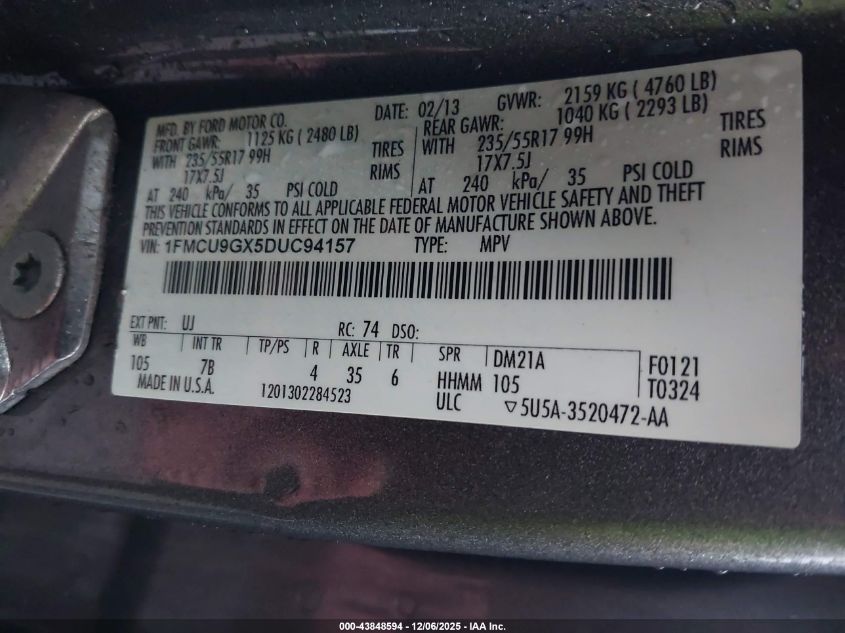 MFD. BY FORD MOTOR CO. DATE: 02/13 GVWR: 2159 KG ( 4760 LB)
FRONT GAWR: 1125 KG ( 2480 LB) REAR GAWR: 1040 KG ( 2293 LB)
WITH 235/55R17 99H TIRES WITH 235/55R17 99H TIRES
17X7.5J RIMS 17X7.5J RIMS
AT 240 kPa/ 35 PSI COLD AT 240 kPa/ 35 PSI COLD
THIS VEHICLE CONFORMS TO ALL APPLICABLE FEDERAL MOTOR VEHICLE SAFETY AND THEFT
PREVENTION STANDARDS IN EFFECT ON THE DATE OF MANUFACTURE SHOWN ABOVE.
VIN: 1FMCU9GX5DUC94157 TYPE: MPV
EXT PNT: UJ RC: 74 DSO:
WB INT TR TP/PS R AXLE TR SPR DM21A F0121
105 7B 4 35 6 HHMM 105 T0324
MADE IN U.S.A. 1201302284523 ULC ▽5U5A-3520472-AA
000-43848594 - 12/06/2025 - IAA Inc.